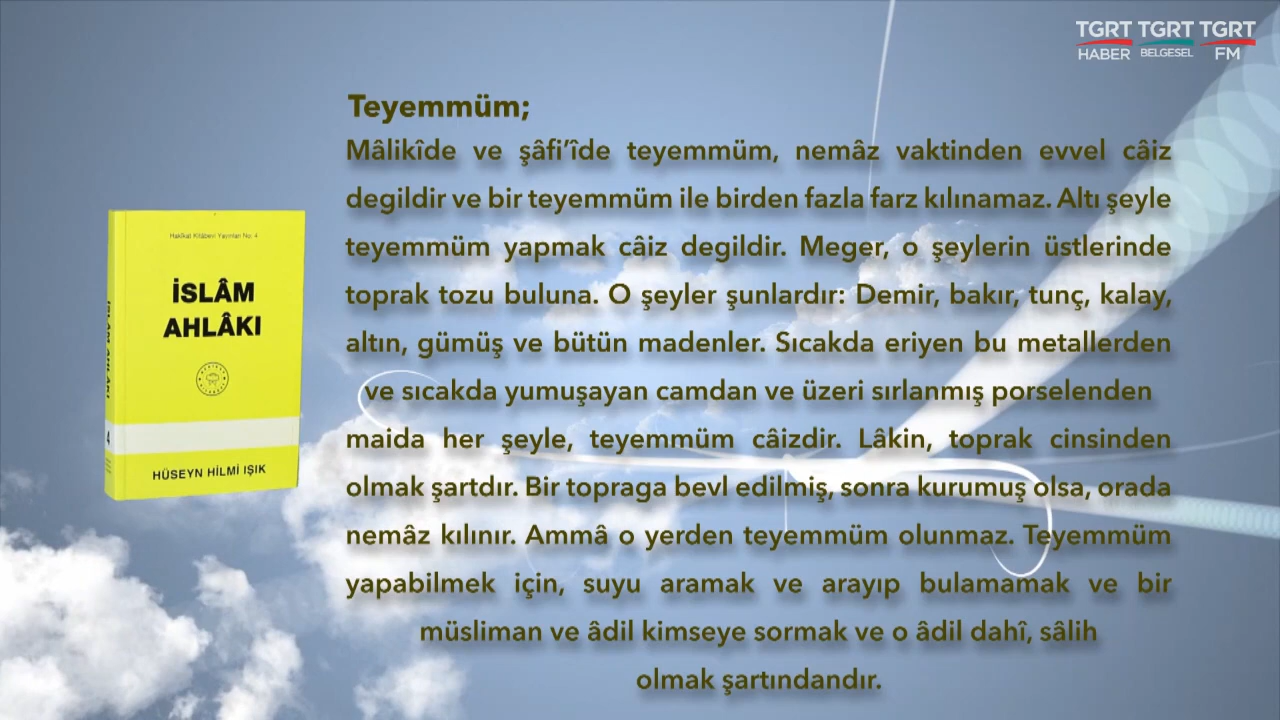 TGRT TGRT TGRT
HABER BELGESEL FM
Teyemmüm;
Mâlikîde ve şâfi’îde teyemmüm, nemâz vaktinden evvel câiz
degildir ve bir teyemmüm ile birden fazla farz kılınamaz. Altı şeyle
teyemmüm yapmak câiz degildir. Meger, o şeylerin üstlerinde
toprak tozu buluna. O şeyler şunlardır: Demir, bakır, tunç, kalay,
altın, gümüş ve bütün madenler. Sıcakda eriyen bu metallerden
ve sıcakda yumuşayan camdan ve üzeri sırlanmış porselenden
maida her şeyle, teyemmüm câizdir. Lâkin, toprak cinsinden
olmak şartdır. Bir topraga bevl edilmiş, sonra kurumuş olsa, orada
nemâz kılınır. Ammâ o yerden teyemmüm olunmaz. Teyemmüm
yapabilmek için, suyu aramak ve arayıp bulamamak ve bir
müsliman ve âdil kimseye sormak ve o âdil dahî, sâlih
olmak şartındandır.
Hakîkat Kitâbevi Yayınları No: 4
İSLÂM
AHLÂKI
HÜSEYN HİLMİ IŞIK
İSLÂM AHLÂKI
4